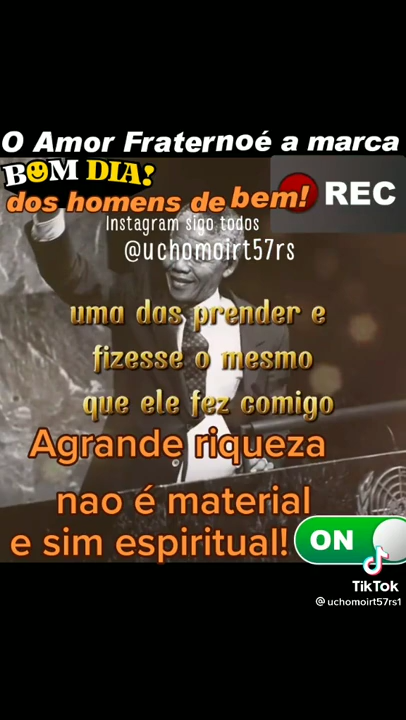 O Amor Fraternoé a marca
BOM DIA!
dos homens de bem!
REC
Instagram sigo todos
@uchomoirt57rs
uma das prender e
fizesse o mesmo
que ele fez comigo
Agrande riqueza
nao é material
e sim espiritual!
ON
TikTok
@uchomoirt57rs1